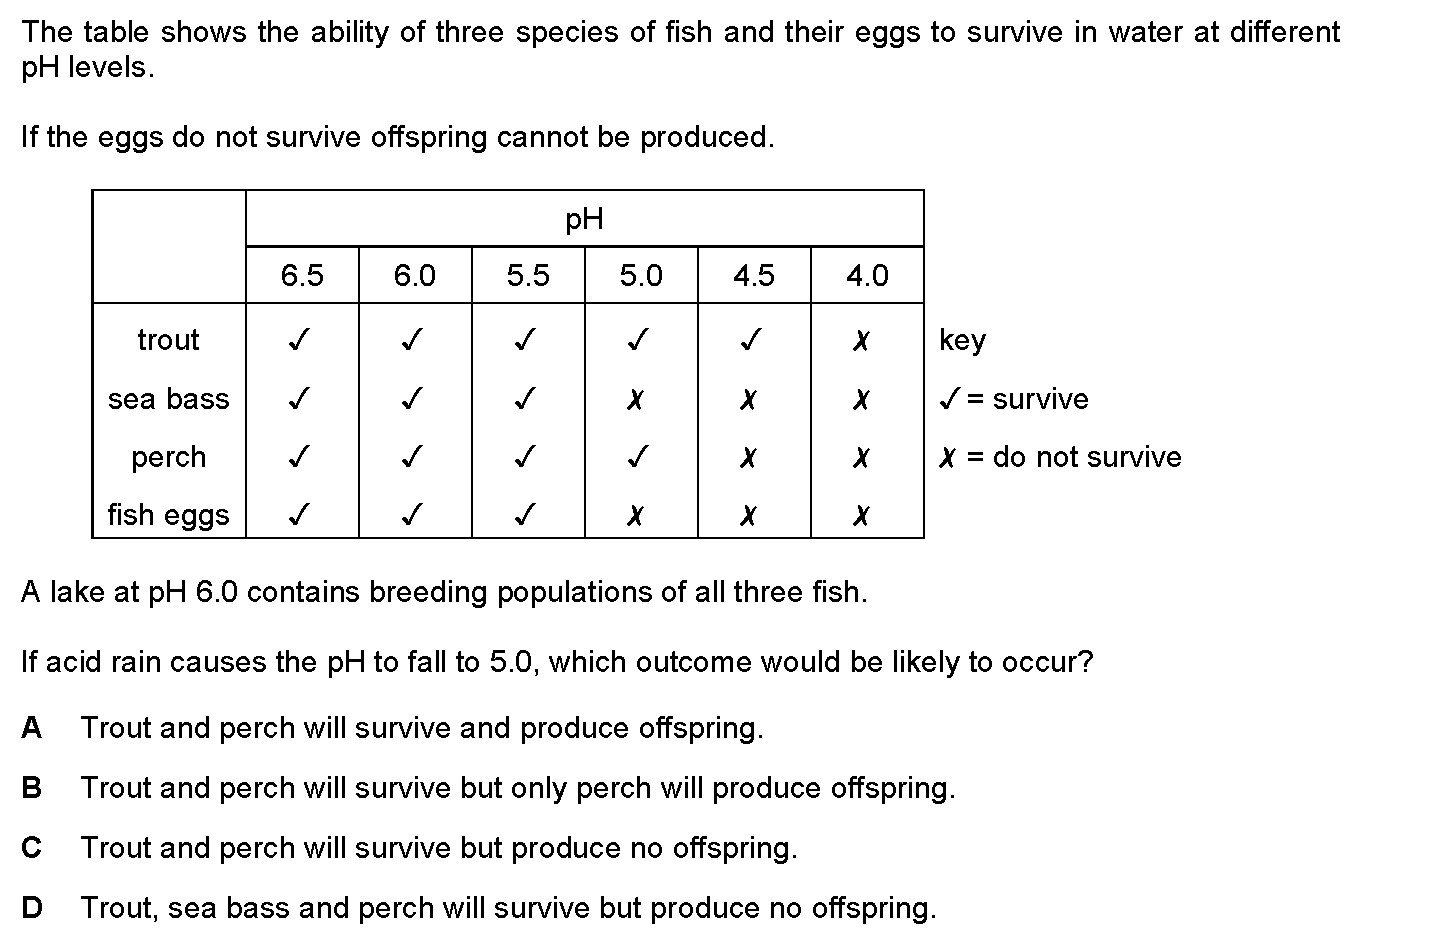 The table shows the ability of three species of fish and their eggs to survive in water at different
pH levels.
If the eggs do not survive offspring cannot be produced.
pH
6.5 6.0 5.5 5.0 4.5 4.0
trout ✓ ✓ ✓ ✓ ✓ ✗ key
sea bass ✓ ✓ ✓ ✗ ✗ ✗ ✓ = survive
perch ✓ ✓ ✓ ✓ ✗ ✗ ✗ = do not survive
fish eggs ✓ ✓ ✓ ✗ ✗ ✗
A lake at pH 6.0 contains breeding populations of all three fish.
If acid rain causes the pH to fall to 5.0, which outcome would be likely to occur?
A Trout and perch will survive and produce offspring.
B Trout and perch will survive but only perch will produce offspring.
C Trout and perch will survive but produce no offspring.
D Trout, sea bass and perch will survive but produce no offspring.